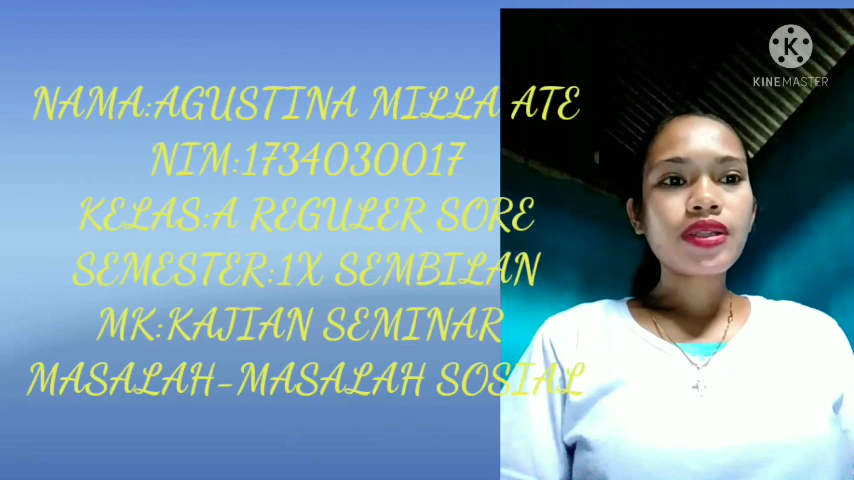 KINEMASTER
NAMA:AGUSTINA MILLA ATE
NIM:1734030017
KELAS:A REGULER SORE
SEMESTER:1X SEMBILAN
MK:KAJIAN SEMINAR
MASALAH-MASALAH SOSIAL